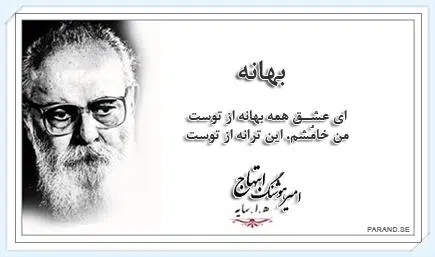 بهانه
ای عشق همه بهانه از توست
من خامُشم، این ترانه از توست
امیرهوشنگ ابتهاج
ه.ا.سایه
PARAND.SE